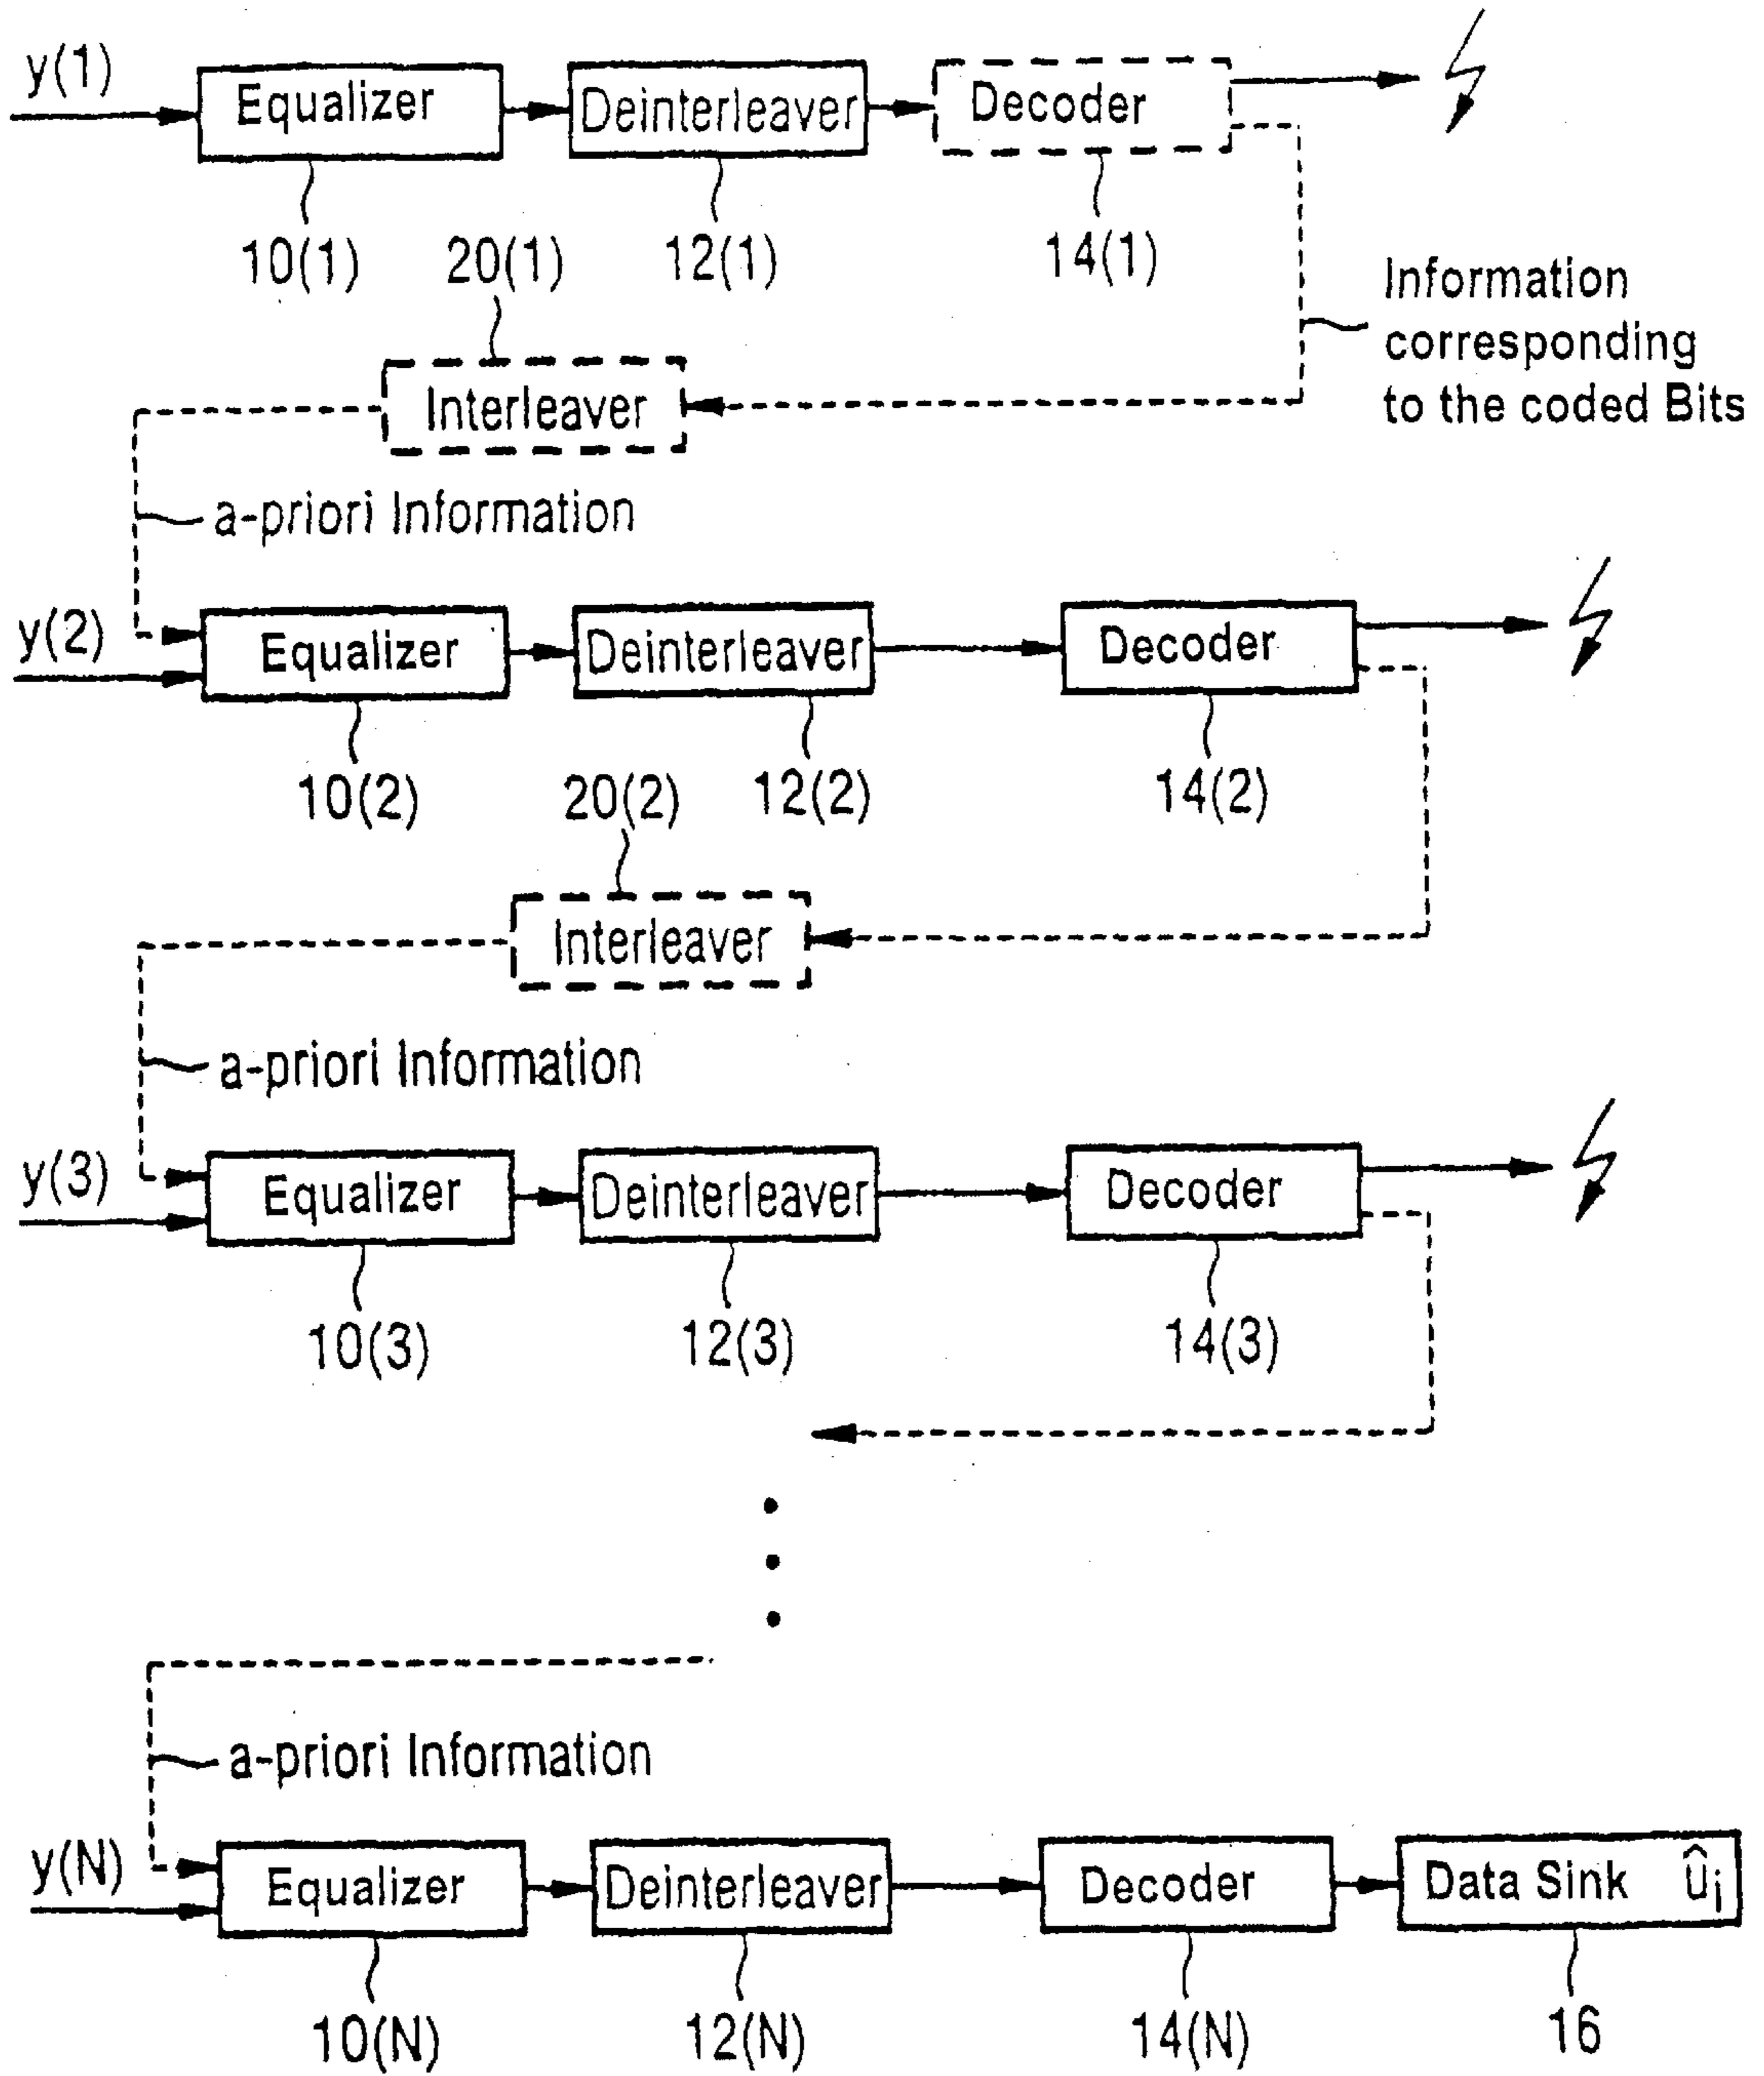 y(1)
Equalizer
Deinterleaver
Decoder
10(1)
20(1)
12(1)
14(1)
Information
corresponding
to the coded Bits
Interleaver
a-priori Information
y(2)
Equalizer
Deinterleaver
Decoder
10(2)
20(2)
12(2)
14(2)
Interleaver
a-priori Information
y(3)
Equalizer
Deinterleaver
Decoder
10(3)
12(3)
14(3)
a-priori Information
y(N)
Equalizer
Deinterleaver
Decoder
Data Sink ûi
10(N)
12(N)
14(N)
16